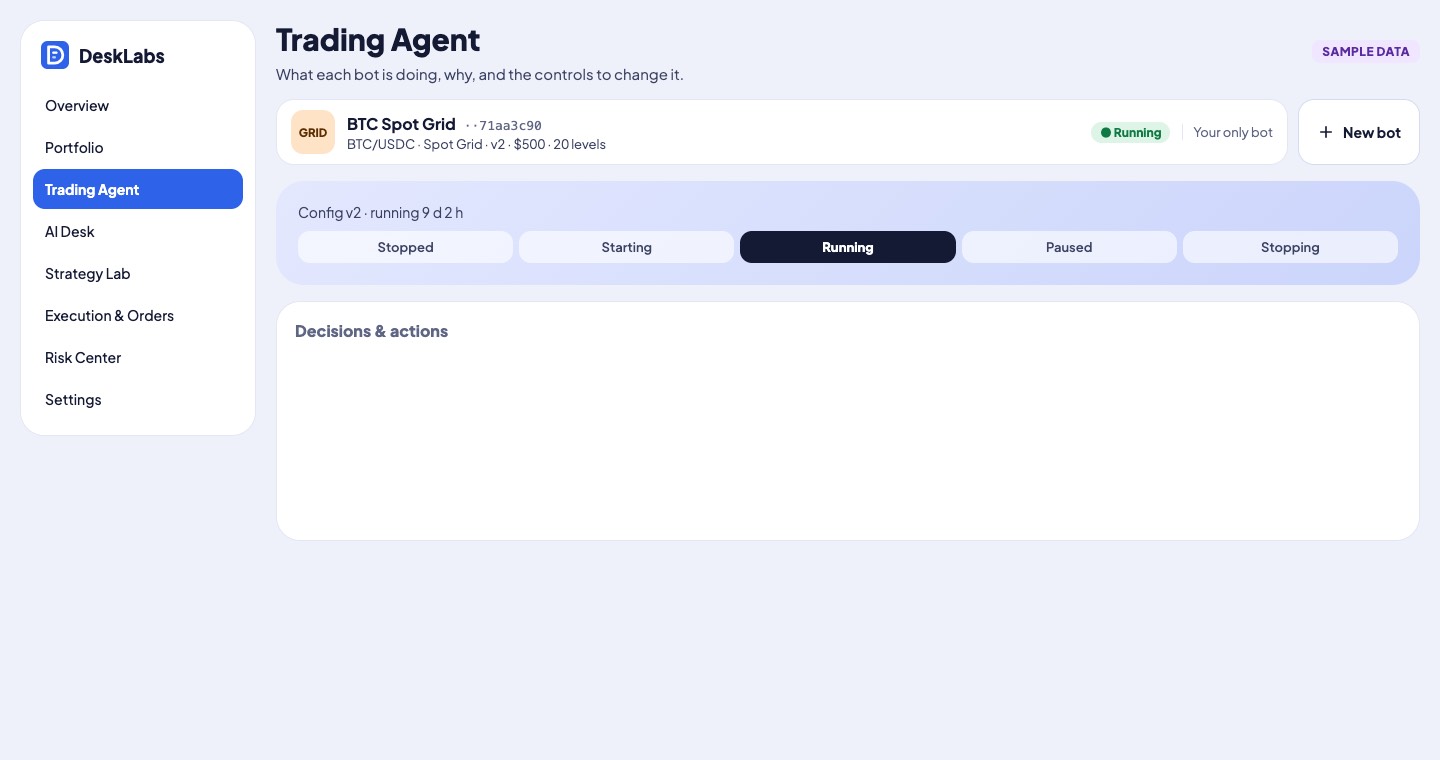 DeskLabs
Overview
Portfolio
Trading Agent
AI Desk
Strategy Lab
Execution & Orders
Risk Center
Settings
Trading Agent
What each bot is doing, why, and the controls to change it.
SAMPLE DATA
GRID
BTC Spot Grid ··71aa3c90
BTC/USDC · Spot Grid · v2 · $500 · 20 levels
Running
Your only bot
+ New bot
Config v2 · running 9 d 2 h
Stopped
Starting
Running
Paused
Stopping
Decisions & actions